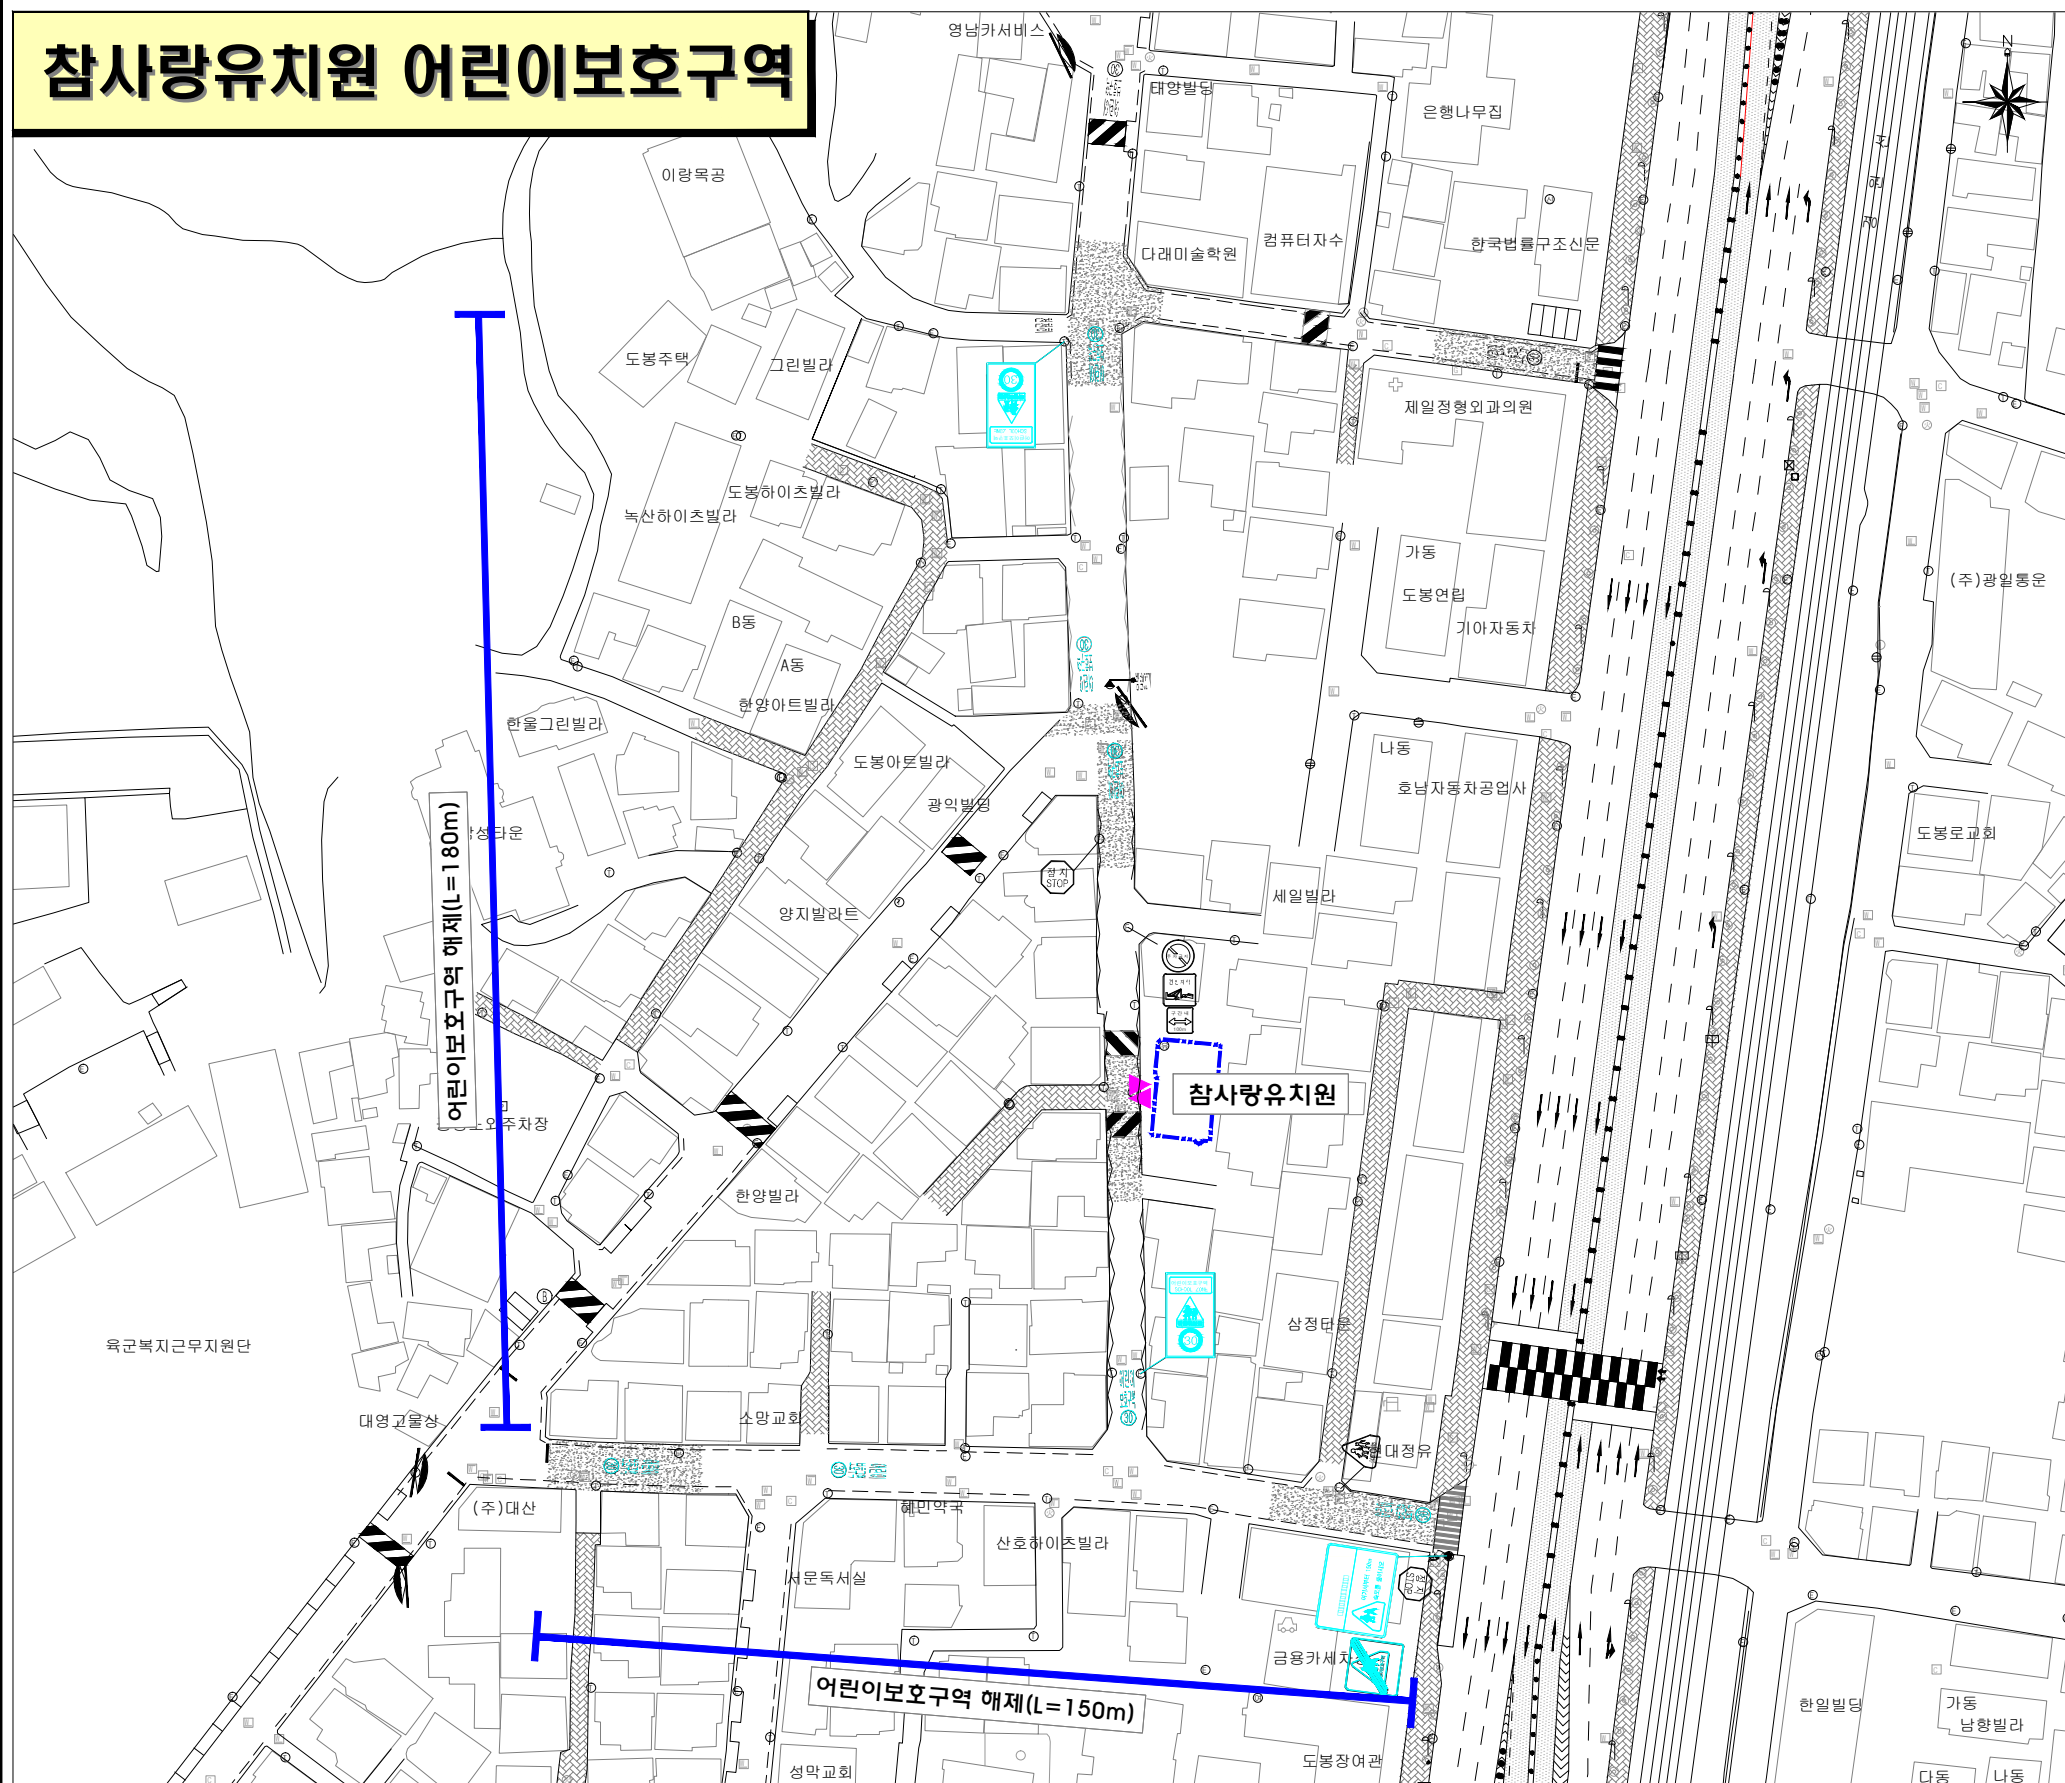 참사랑유치원 어린이보호구역
영남카서비스
태양빌딩
은행나무집
이랑목공
다래미술학원
컴퓨터자수
한국법률구조신문
N
도봉주택
그린빌라
제일정형외과의원
도봉하이츠빌라
녹산하이츠빌라
가동
도봉연립
기아자동차
(주)광일통운
B동
A동
한양아트빌라
한울그린빌라
도봉아트빌라
광익빌딩
나동
호남자동차공업사
도봉로교회
어린이보호구역 해제(L=180m)
정지
STOP
세일빌라
양지빌라트
참사랑유치원
한양빌라
30
삼정타운
육군복지근무지원단
대영고물상
소망교회
30
현대정유
(주)대산
혜민약국
산호하이츠빌라
서문독서실
정지
STOP
금용카세차장
어린이보호구역 해제(L=150m)
한일빌딩
가동
남향빌라
성막교회
도봉장여관
다동
나동